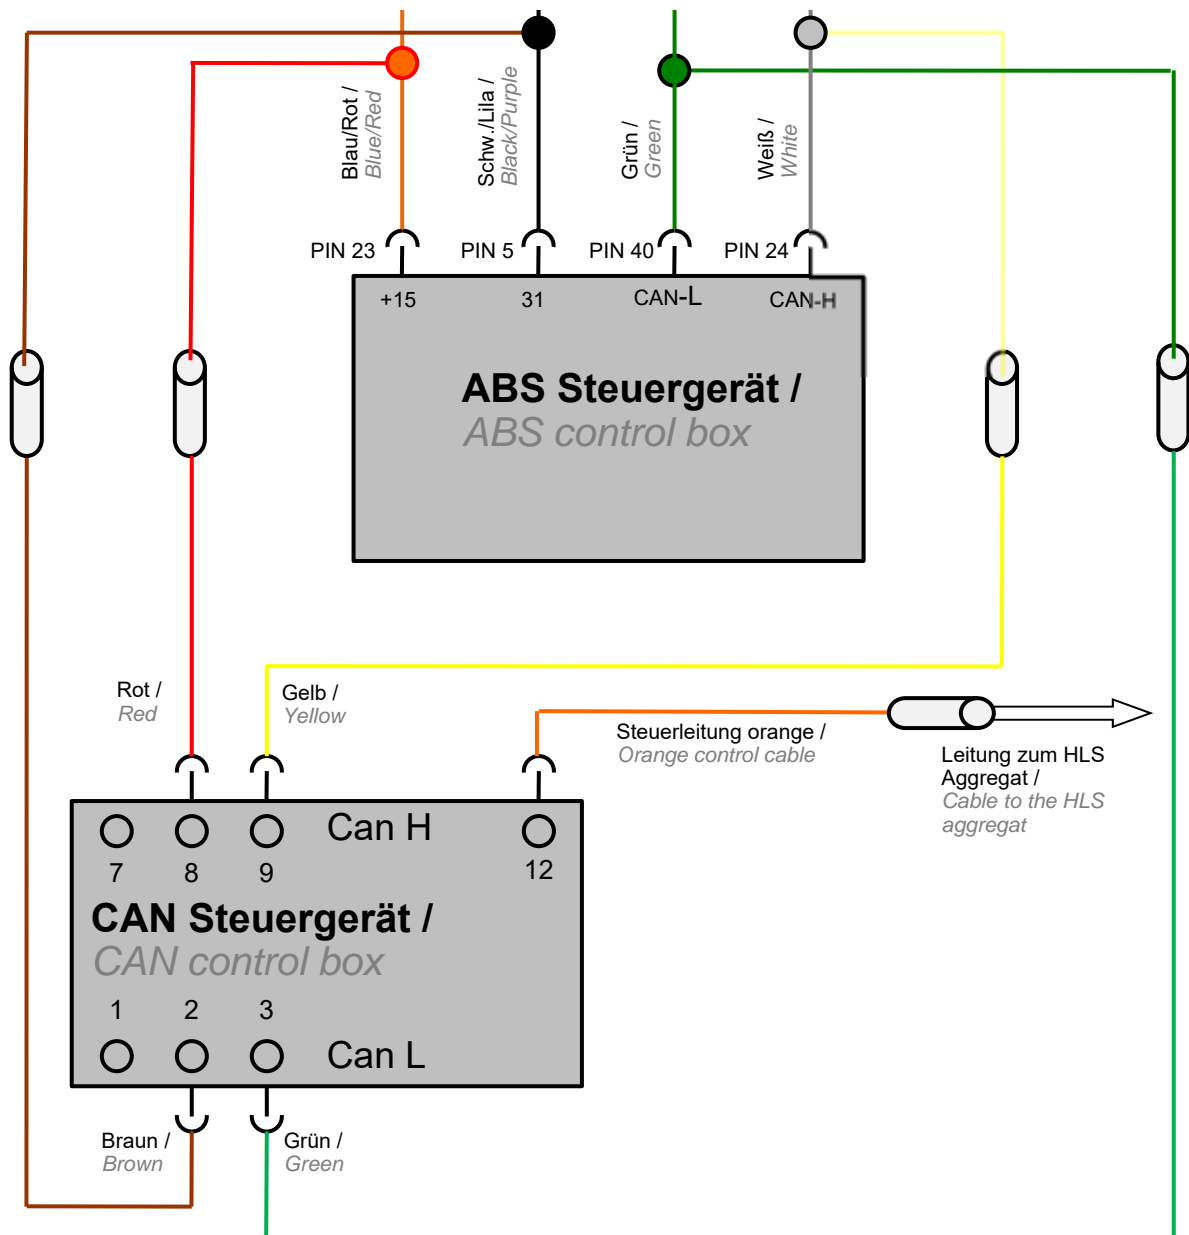 Blau/Rot /
Blue/Red
Schw./Lila /
Black/Purple
Grün /
Green
Weiß /
White
PIN 23
PIN 5
PIN 40
PIN 24
+15
31
CAN-L
CAN-H
ABS Steuergerät /
ABS control box
Rot /
Red
Gelb /
Yellow
Steuerleitung orange /
Orange control cable
Leitung zum HLS
Aggregat /
Cable to the HLS
aggregat
Can H
7
8
9
12
CAN Steuergerät /
CAN control box
1
2
3
Can L
Braun /
Brown
Grün /
Green